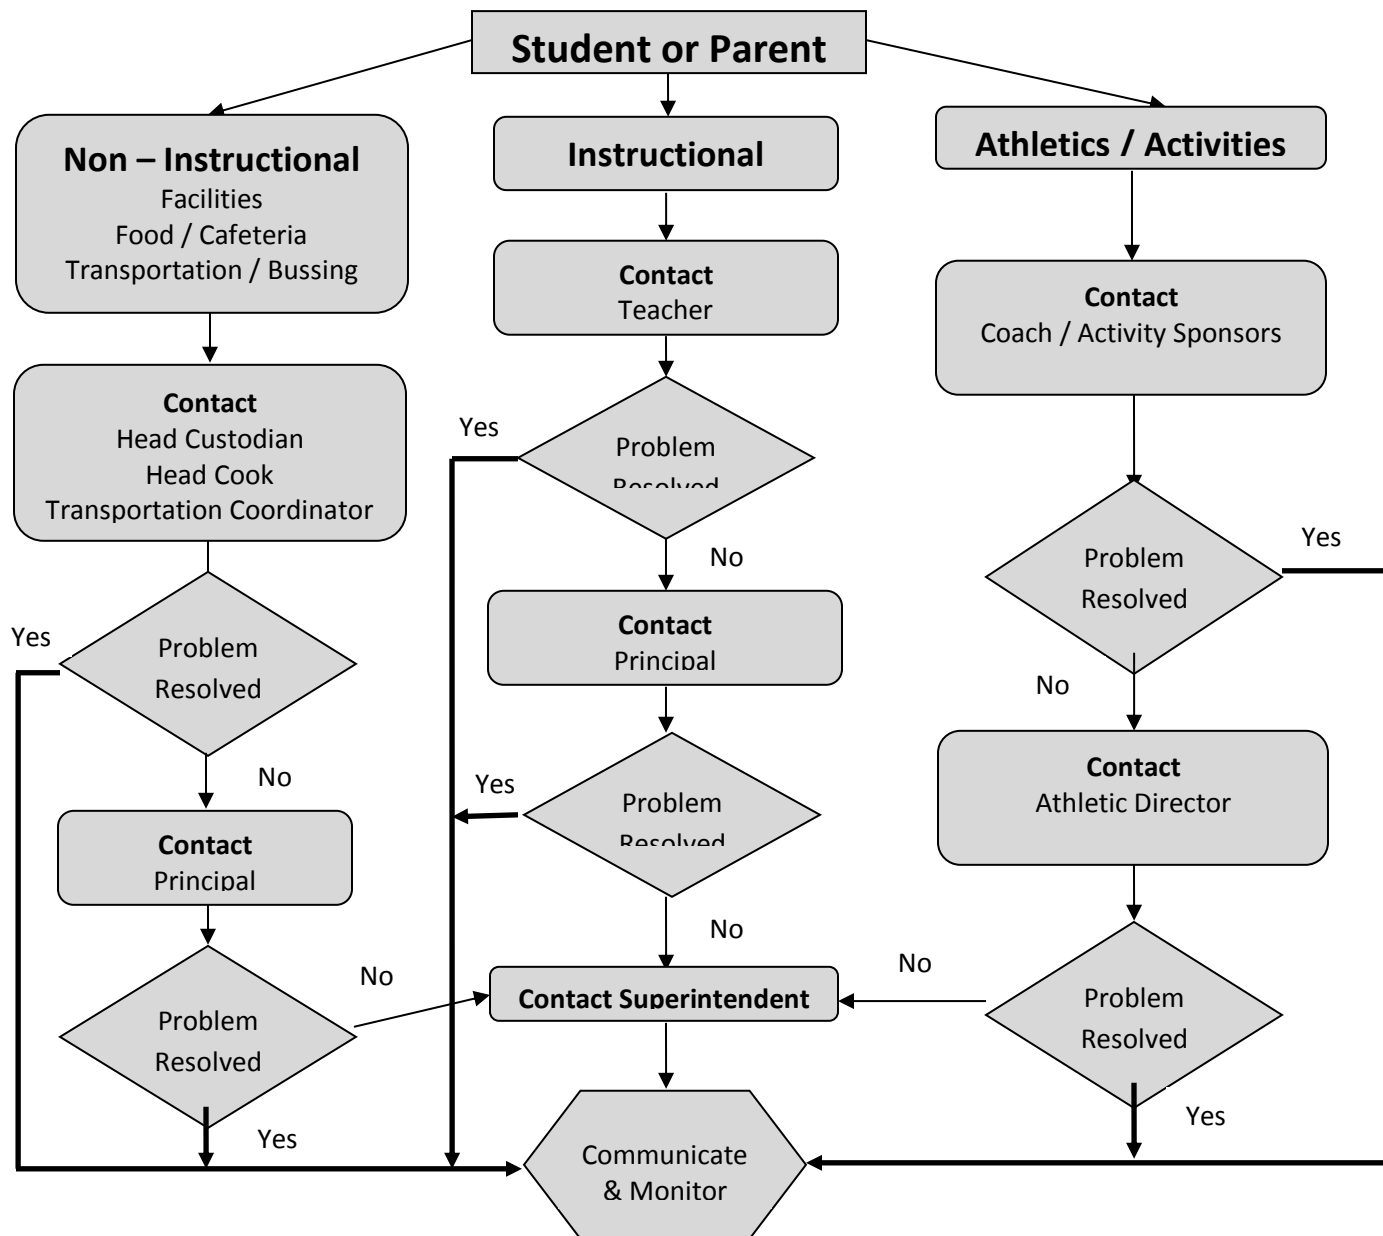 Student or Parent
Non – Instructional
Facilities
Food / Cafeteria
Transportation / Bussing
Contact
Head Custodian
Head Cook
Transportation Coordinator
Yes
Problem
Resolved
No
Contact
Principal
Problem
Resolved
No
Yes
Instructional
Contact
Teacher
Yes
Problem
Resolved
No
Contact
Principal
Yes
Problem
Resolved
No
Contact Superintendent
Communicate
& Monitor
Athletics / Activities
Contact
Coach / Activity Sponsors
Problem
Resolved
Yes
No
Contact
Athletic Director
No
Problem
Resolved
Yes